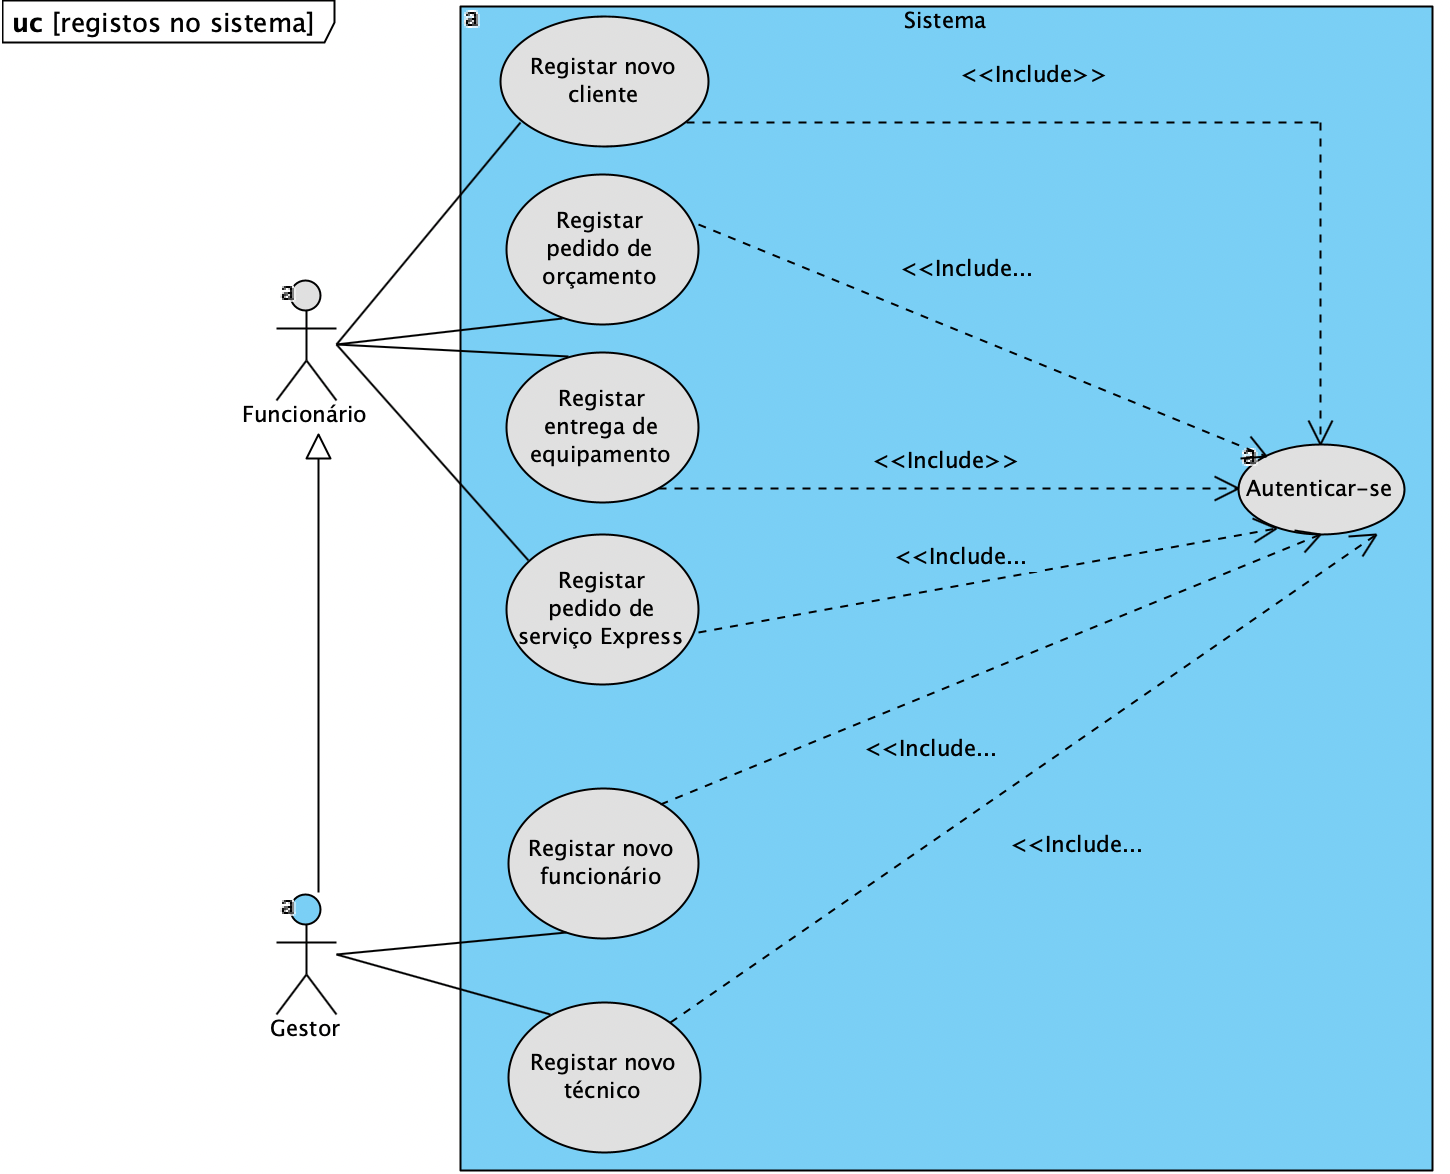 uc [registos no sistema]
a
Sistema
Registar novo
cliente
<<Include>>
Registar
pedido de
orçamento
<<Include...
a
Funcionário
Registar
entrega de
equipamento
<<Include>>
a
Autenticar-se
Registar
pedido de
serviço Express
<<Include...
<<Include...
Registar novo
funcionário
<<Include...
a
Gestor
Registar novo
técnico